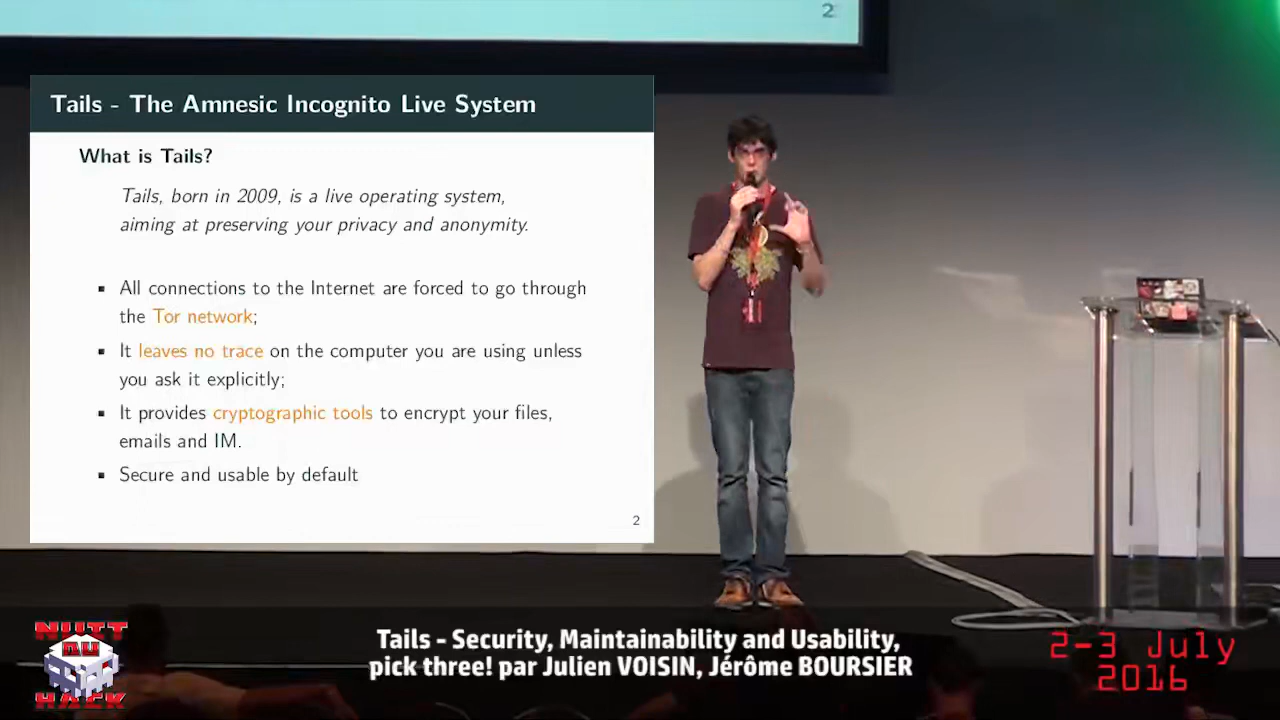 2
Tails - The Amnesic Incognito Live System
What is Tails?
Tails, born in 2009, is a live operating system,
aiming at preserving your privacy and anonymity.
▪ All connections to the Internet are forced to go through
the Tor network;
▪ It leaves no trace on the computer you are using unless
you ask it explicitly;
▪ It provides cryptographic tools to encrypt your files,
emails and IM.
▪ Secure and usable by default
2
NUIT
DU
HACK
Tails - Security, Maintainability and Usability,
pick three! par Julien VOISIN, Jérôme BOURSIER
2-3 July
2016